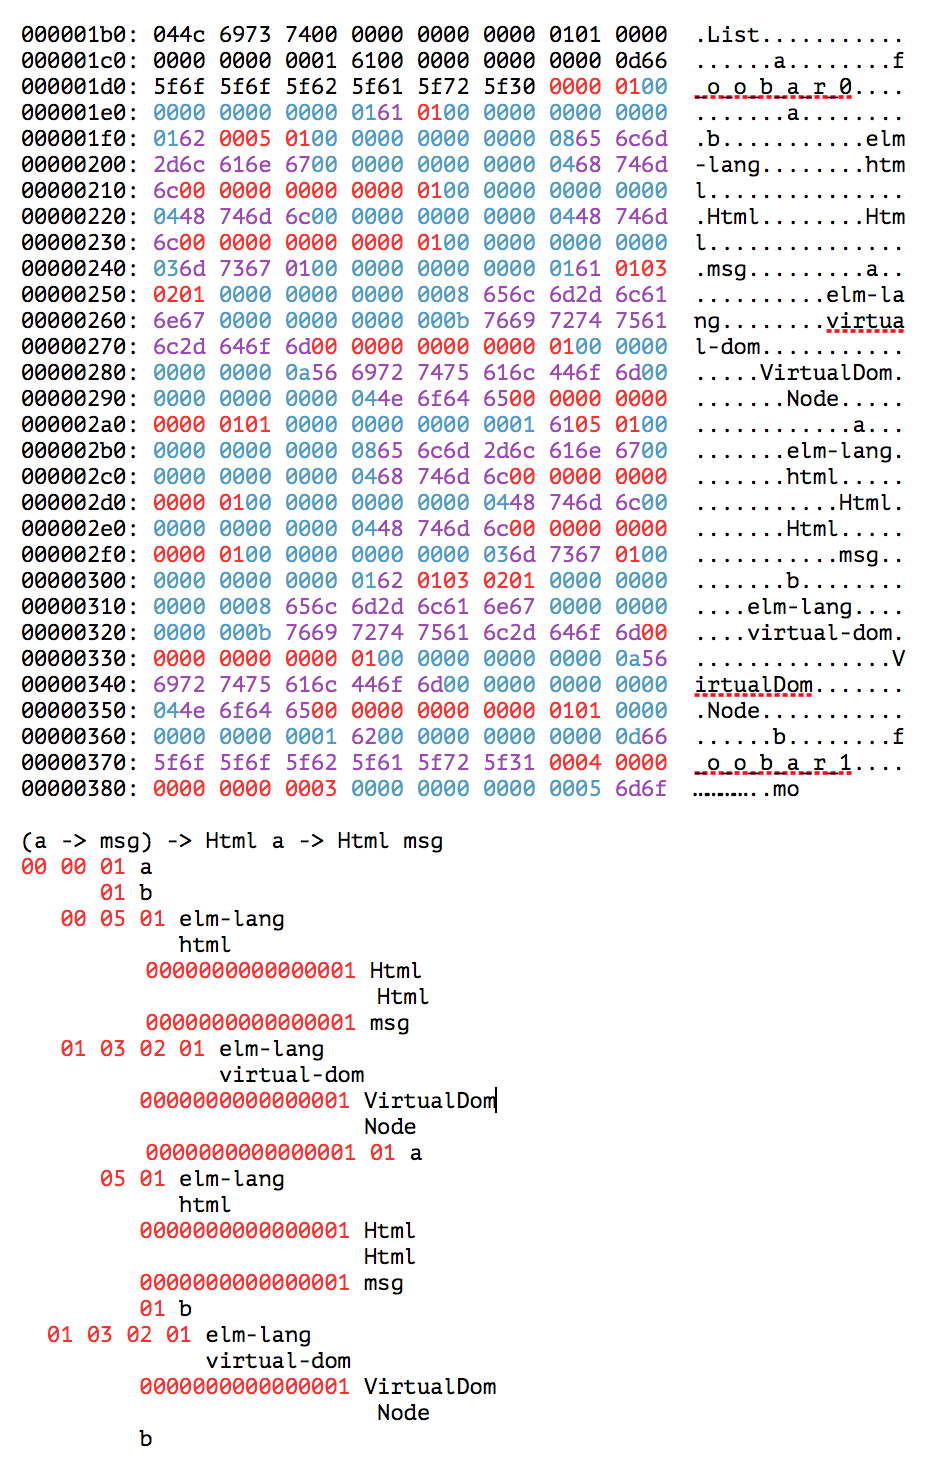 000001b0: 044c 6973 7400 0000 0000 0000 0101 0000  .List...........
000001c0: 0000 0000 0001 6100 0000 0000 0000 0d66  ......a........f
000001d0: 5f6f 5f6f 5f62 5f61 5f72 5f30 0000 0100  _o_o_b_a_r_0....
000001e0: 0000 0000 0000 0161 0100 0000 0000 0000  .......a........
000001f0: 0162 0005 0100 0000 0000 0000 0865 6c6d  .b...........elm
00000200: 2d6c 616e 6700 0000 0000 0000 0468 746d  -lang........htm
00000210: 6c00 0000 0000 0000 0100 0000 0000 0000  l...............
00000220: 0448 746d 6c00 0000 0000 0000 0448 746d  .Html........Htm
00000230: 6c00 0000 0000 0000 0100 0000 0000 0000  l...............
00000240: 036d 7367 0100 0000 0000 0000 0161 0103  .msg.........a..
00000250: 0201 0000 0000 0000 0008 656c 6d2d 6c61  ..........elm-la
00000260: 6e67 0000 0000 0000 000b 7669 7274 7561  ng........virtua
00000270: 6c2d 646f 6d00 0000 0000 0000 0100 0000  l-dom...........
00000280: 0000 0000 0a56 6972 7475 616c 446f 6d00  .....VirtualDom.
00000290: 0000 0000 0000 044e 6f64 6500 0000 0000  .......Node.....
000002a0: 0000 0101 0000 0000 0000 0001 6105 0100  ............a...
000002b0: 0000 0000 0000 0865 6c6d 2d6c 616e 6700  .......elm-lang.
000002c0: 0000 0000 0000 0468 746d 6c00 0000 0000  .......html.....
000002d0: 0000 0100 0000 0000 0000 0448 746d 6c00  ...........Html.
000002e0: 0000 0000 0000 0448 746d 6c00 0000 0000  .......Html.....
000002f0: 0000 0100 0000 0000 0000 036d 7367 0100  ...........msg..
00000300: 0000 0000 0000 0162 0103 0201 0000 0000  .......b........
00000310: 0000 0008 656c 6d2d 6c61 6e67 0000 0000  ....elm-lang....
00000320: 0000 000b 7669 7274 7561 6c2d 646f 6d00  ....virtual-dom.
00000330: 0000 0000 0000 0100 0000 0000 0000 0a56  ...............V
00000340: 6972 7475 616c 446f 6d00 0000 0000 0000  irtualDom.......
00000350: 044e 6f64 6500 0000 0000 0000 0101 0000  .Node...........
00000360: 0000 0000 0001 6200 0000 0000 0000 0d66  ......b........f
00000370: 5f6f 5f6f 5f62 5f61 5f72 5f31 0004 0000  _o_o_b_a_r_1....
00000380: 0000 0000 0003 0000 0000 0000 0005 6d6f  ..............mo
(a -> msg) -> Html a -> Html msg
00 00 01 a
01 b
00 05 01 elm-lang
html
0000000000000001 Html
Html
0000000000000001 msg
01 03 02 01 elm-lang
virtual-dom
0000000000000001 VirtualDom
Node
0000000000000001 01 a
05 01 elm-lang
html
0000000000000001 Html
Html
0000000000000001 msg
01 b
01 03 02 01 elm-lang
virtual-dom
0000000000000001 VirtualDom
Node
b